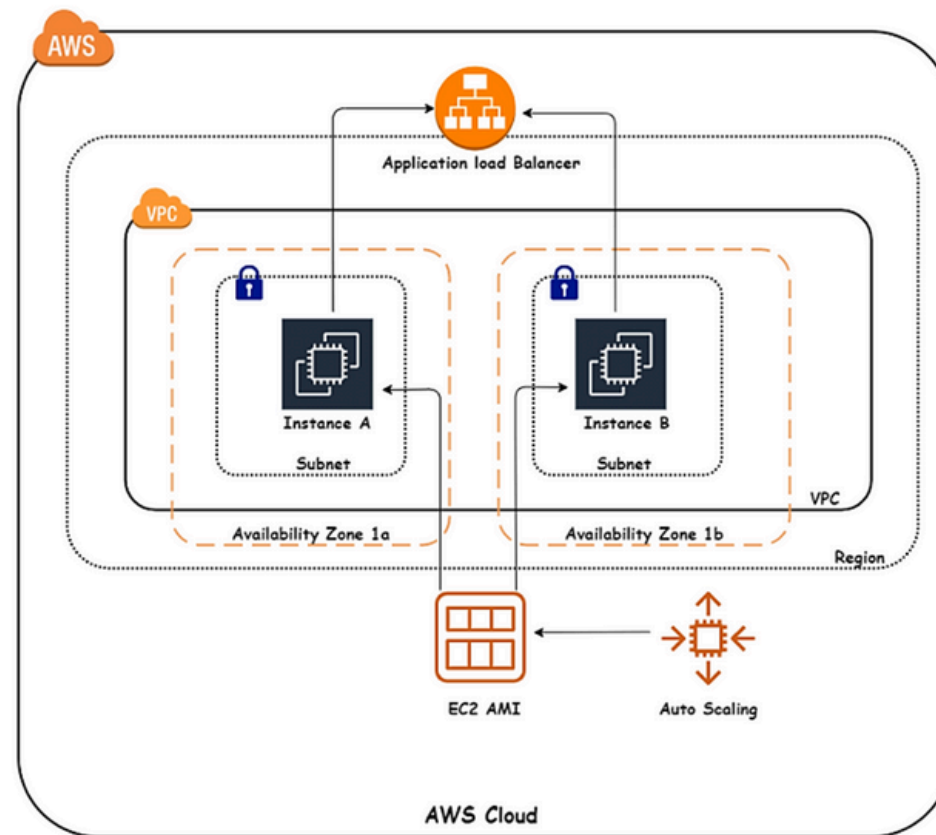 AWS
Application load Balancer
VPC
Instance A
Instance B
Subnet
Subnet
VPC
Availability Zone 1a
Availability Zone 1b
Region
EC2 AMI
Auto Scaling
AWS Cloud